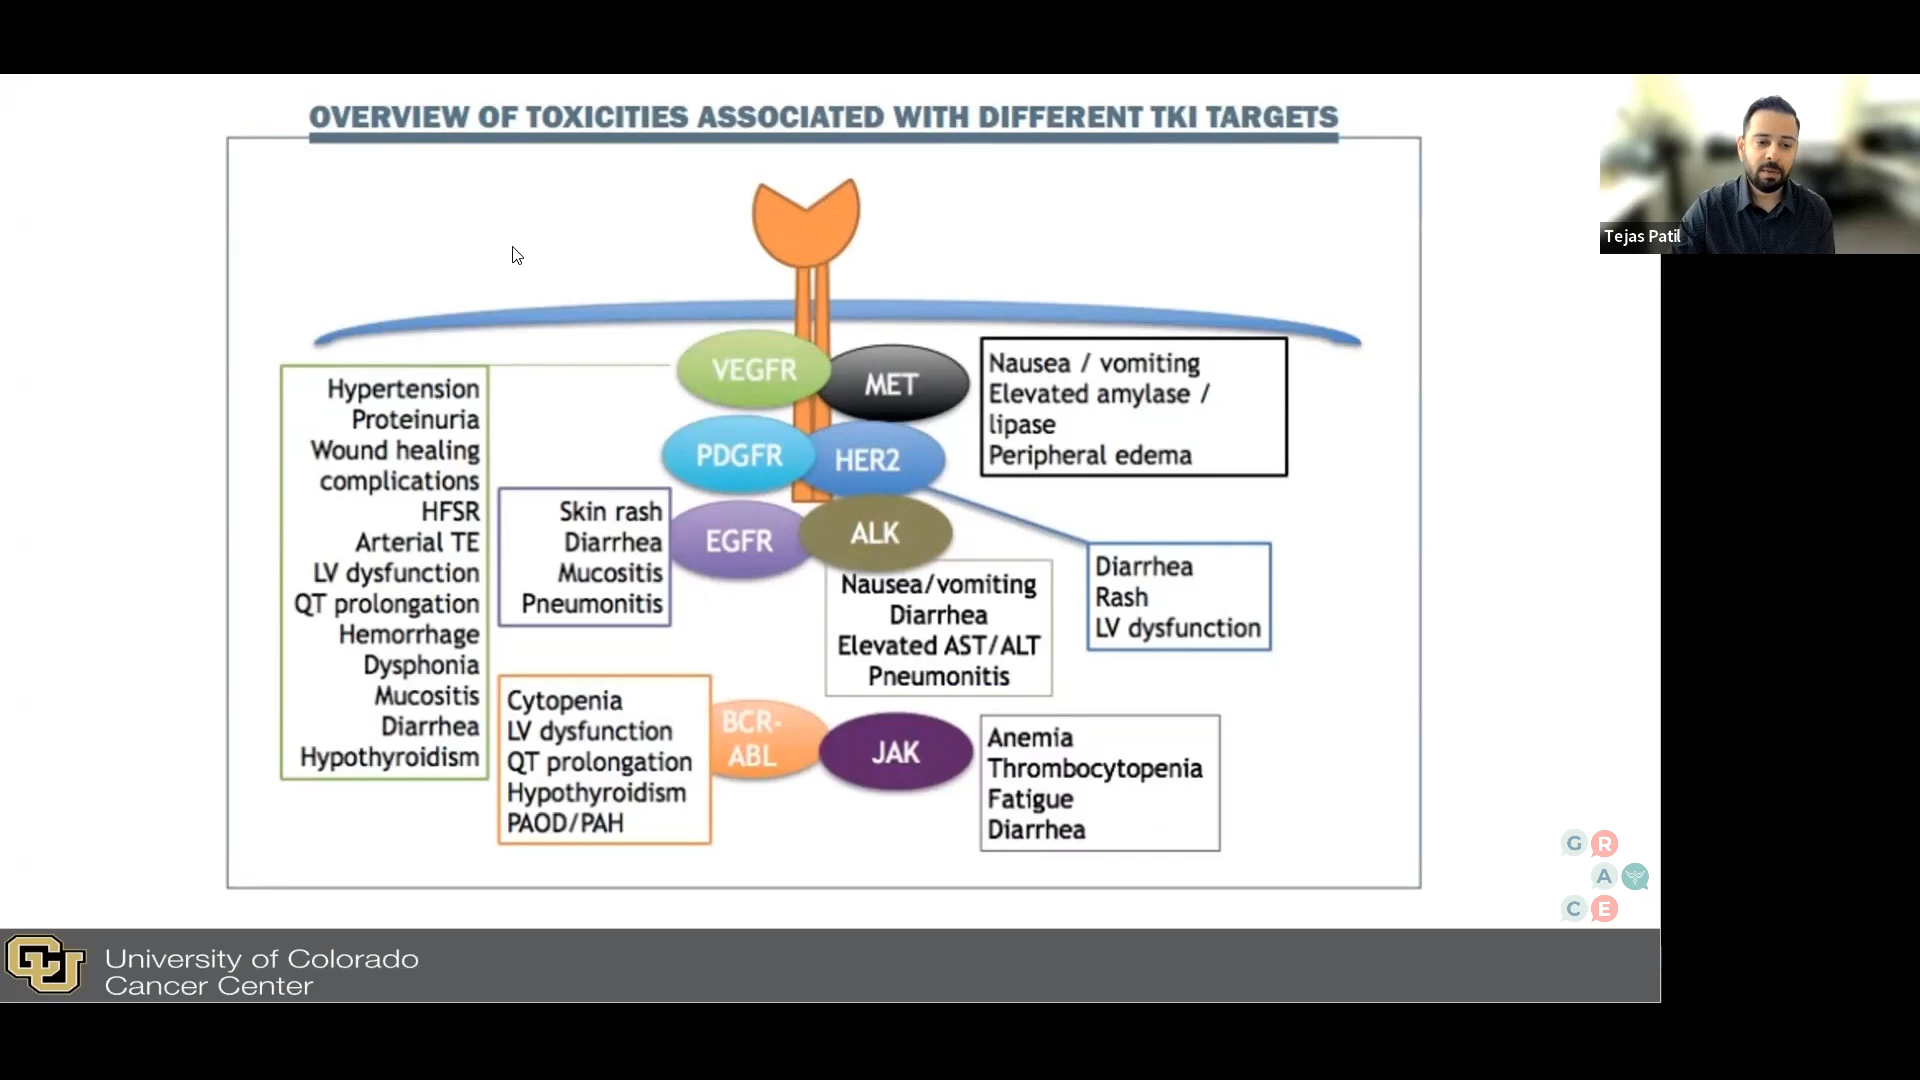 OVERVIEW OF TOXICITIES ASSOCIATED WITH DIFFERENT TKI TARGETS
Tejas Patil
VEGFR
MET
PDGFR
HER2
EGFR
ALK
BCR-
ABL
JAK
Hypertension
Proteinuria
Wound healing
complications
HFSR
Arterial TE
LV dysfunction
QT prolongation
Hemorrhage
Dysphonia
Mucositis
Diarrhea
Hypothyroidism
Skin rash
Diarrhea
Mucositis
Pneumonitis
Cytopenia
LV dysfunction
QT prolongation
Hypothyroidism
PAOD/PAH
Nausea / vomiting
Elevated amylase /
lipase
Peripheral edema
Nausea/vomiting
Diarrhea
Elevated AST/ALT
Pneumonitis
Diarrhea
Rash
LV dysfunction
Anemia
Thrombocytopenia
Fatigue
Diarrhea
G R
A
C E
CU
University of Colorado
Cancer Center